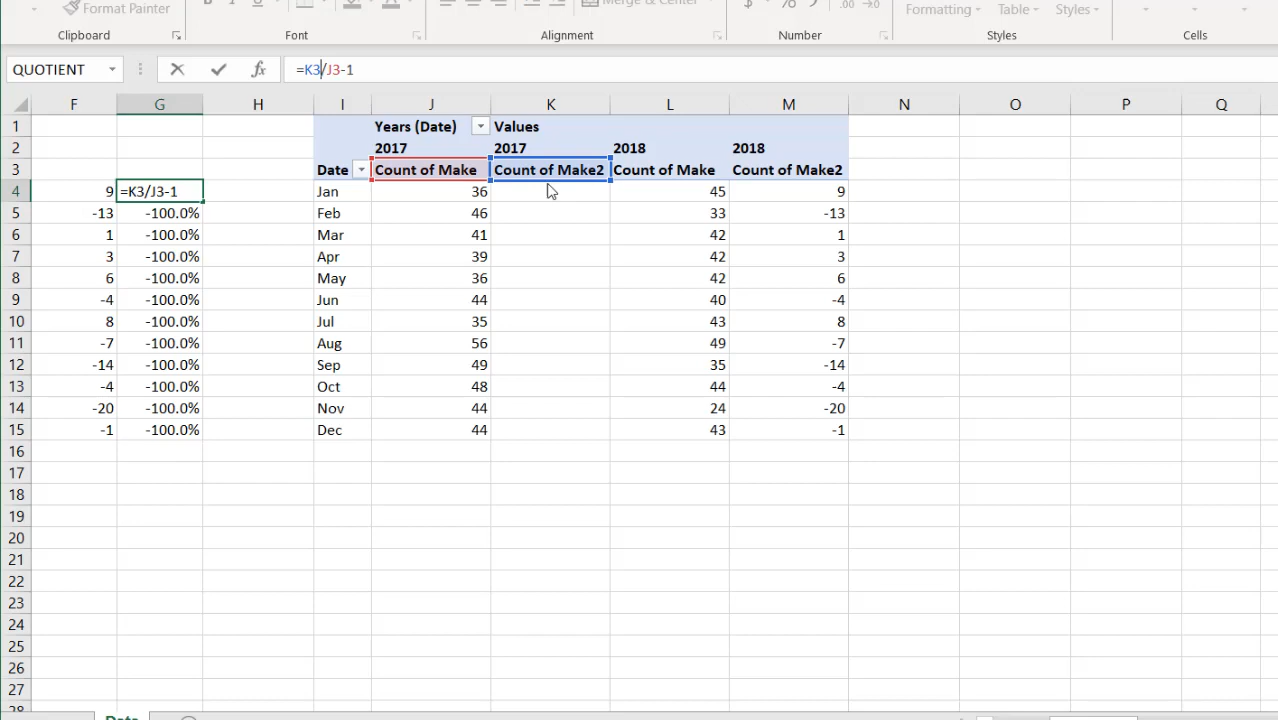 Format Painter
Merge & Center
$ % .00 →0
Formatting Table Styles
Clipboard Font Alignment Number Styles Cells
QUOTIENT fx =K3/J3-1
F G H I J K L M N O P Q
1 Years (Date) Values
2 2017 2017 2018 2018
3 Date Count of Make Count of Make2 Count of Make Count of Make2
4 9 =K3/J3-1 Jan 36 45 9
5 -13 -100.0% Feb 46 33 -13
6 1 -100.0% Mar 41 42 1
7 3 -100.0% Apr 39 42 3
8 6 -100.0% May 36 42 6
9 -4 -100.0% Jun 44 40 -4
10 8 -100.0% Jul 35 43 8
11 -7 -100.0% Aug 56 49 -7
12 -14 -100.0% Sep 49 35 -14
13 -4 -100.0% Oct 48 44 -4
14 -20 -100.0% Nov 44 24 -20
15 -1 -100.0% Dec 44 43 -1
16
17
18
19
20
21
22
23
24
25
26
27
28
Data